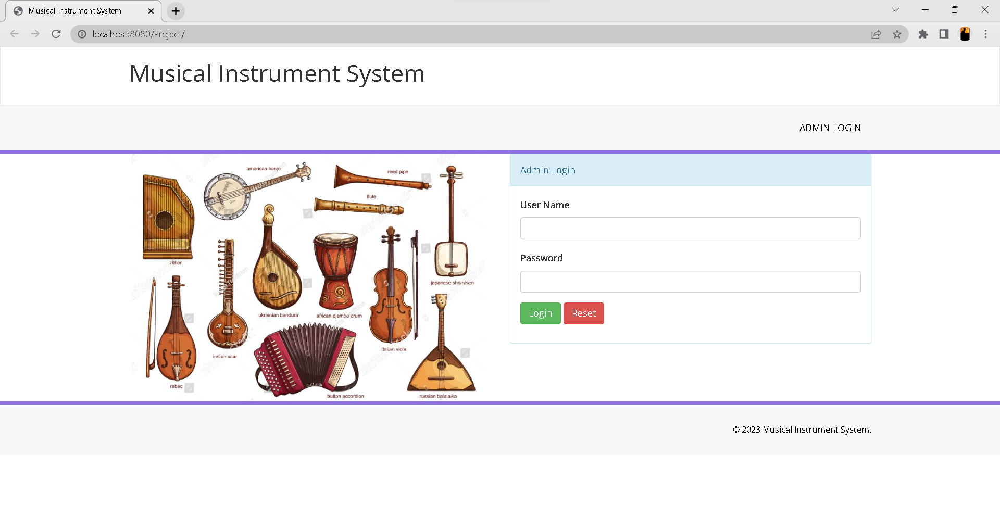 Musical Instrument System
localhost:8080/Project/
Musical Instrument System
ADMIN LOGIN
american banjo
reed pipe
flute
zither
ukrainian bandura
african djembe drum
japanese shamisen
indian sitar
Italian viola
rebec
button accordion
russian balalaika
Admin Login
User Name
Password
Login Reset
© 2023 Musical Instrument System.